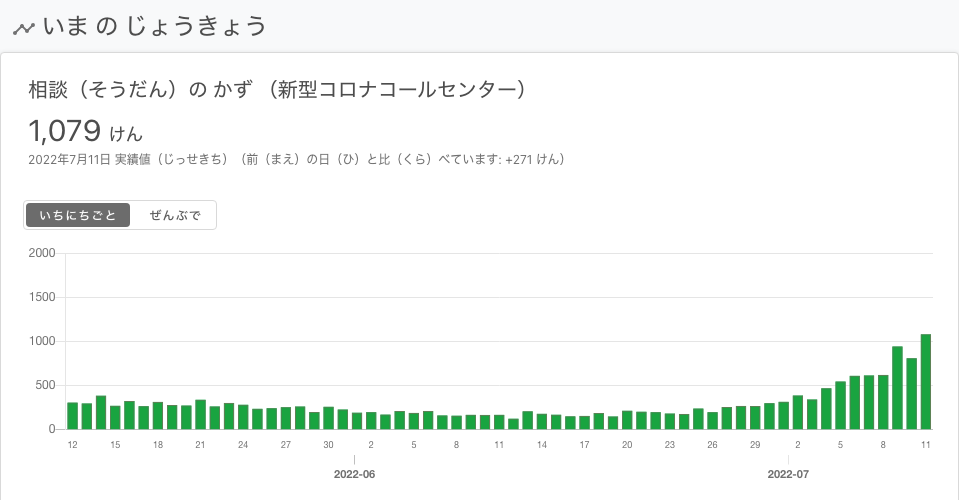 いま の じょうきょう
相談（そうだん）の かず （新型コロナコールセンター）
1,079 けん
2022年7月11日 実績値（じっせきち）（前（まえ）の日（ひ）と比（くら）べています: +271 けん）
いちにちごと ぜんぶで
2000
1500
1000
500
0
12 15 18 21 24 27 30 2 5 8 11 14 17 20 23 26 29 2 5 8 11
2022-06 2022-07